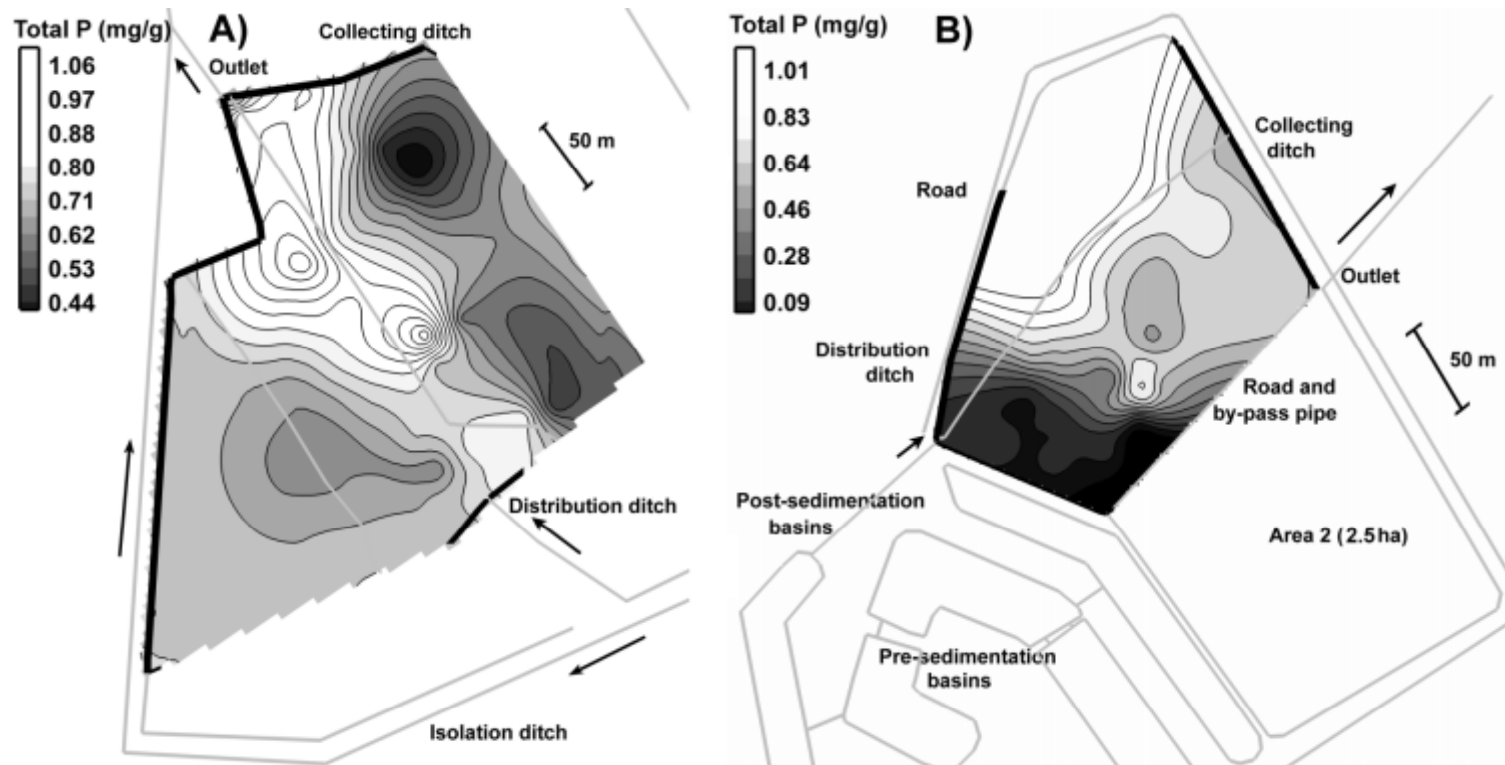 Total P (mg/g)
A)
Collecting ditch
Outlet
1.06
0.97
0.88
0.80
0.71
0.62
0.53
0.44
50 m
Distribution ditch
Isolation ditch
Total P (mg/g)
B)
1.01
0.83
0.64
0.46
0.28
0.09
Collecting
ditch
Road
Outlet
Distribution
ditch
50 m
Road and
by-pass pipe
Post-sedimentation
basins
Area 2 (2.5 ha)
Pre-sedimentation
basins